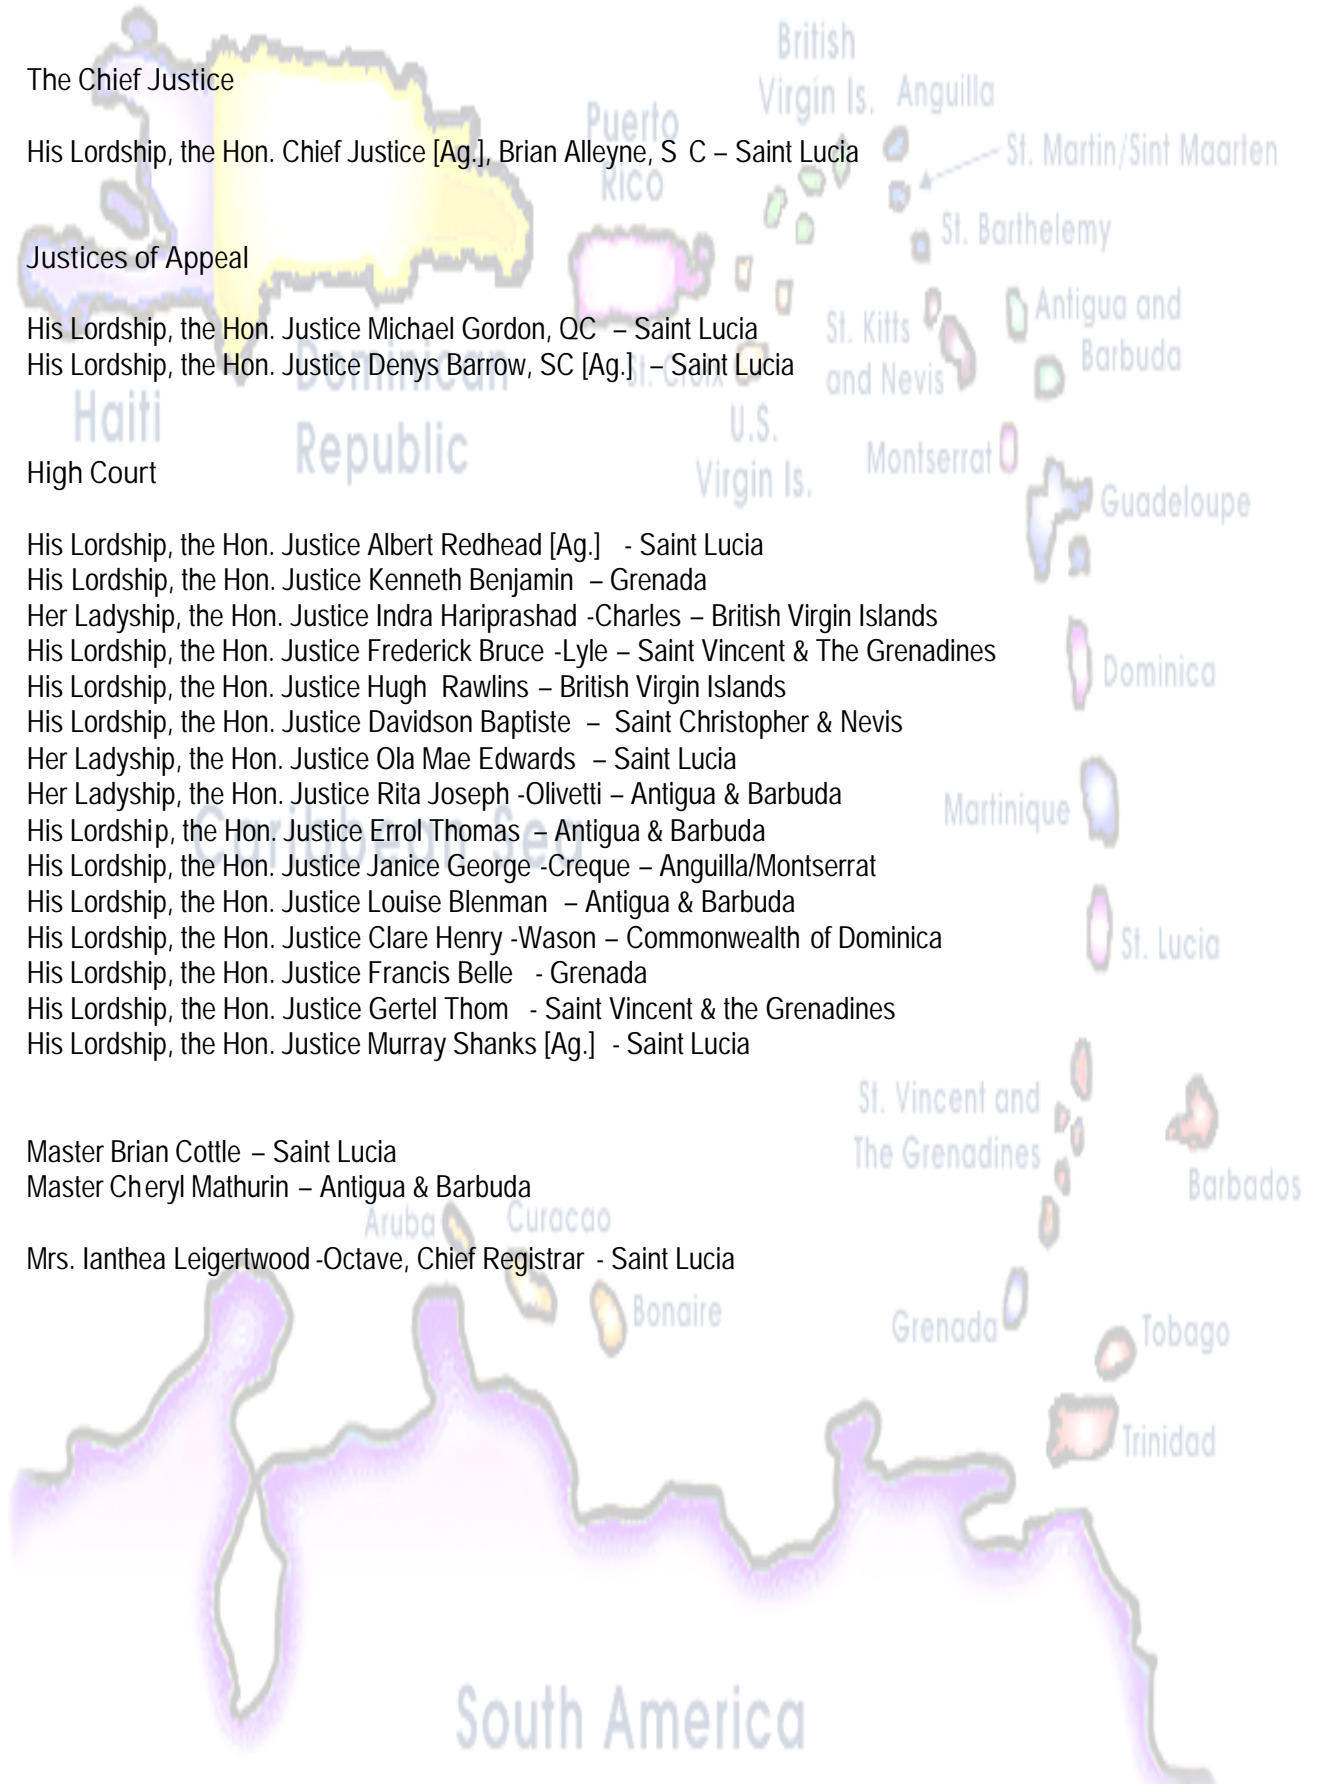 The Chief Justice
His Lordship, the Hon. Chief Justice [Ag.], Brian Alleyne, S C – Saint Lucia
Justices of Appeal
His Lordship, the Hon. Justice Michael Gordon, QC – Saint Lucia
His Lordship, the Hon. Justice Denys Barrow, SC [Ag.] – Saint Lucia
High Court
His Lordship, the Hon. Justice Albert Redhead [Ag.] - Saint Lucia
His Lordship, the Hon. Justice Kenneth Benjamin – Grenada
Her Ladyship, the Hon. Justice Indra Hariprashad -Charles – British Virgin Islands
His Lordship, the Hon. Justice Frederick Bruce -Lyle – Saint Vincent & The Grenadines
His Lordship, the Hon. Justice Hugh Rawlins – British Virgin Islands
His Lordship, the Hon. Justice Davidson Baptiste – Saint Christopher & Nevis
Her Ladyship, the Hon. Justice Ola Mae Edwards – Saint Lucia
Her Ladyship, the Hon. Justice Rita Joseph -Olivetti – Antigua & Barbuda
His Lordship, the Hon. Justice Errol Thomas – Antigua & Barbuda
His Lordship, the Hon. Justice Janice George -Creque – Anguilla/Montserrat
His Lordship, the Hon. Justice Louise Blenman – Antigua & Barbuda
His Lordship, the Hon. Justice Clare Henry -Wason – Commonwealth of Dominica
His Lordship, the Hon. Justice Francis Belle - Grenada
His Lordship, the Hon. Justice Gertel Thom - Saint Vincent & the Grenadines
His Lordship, the Hon. Justice Murray Shanks [Ag.] - Saint Lucia
Master Brian Cottle – Saint Lucia
Master Cheryl Mathurin – Antigua & Barbuda
Mrs. Ianthea Leigertwood -Octave, Chief Registrar - Saint Lucia
British
Virgin Is.
Anguilla
Puerto
Rico
St. Martin/Sint Maarten
St. Barthelemy
Antigua and
Barbuda
St. Kitts
and Nevis
St. Croix
U.S.
Virgin Is.
Haiti
Dominican
Republic
Montserrat
Guadeloupe
Dominica
Caribbean Sea
Martinique
St. Lucia
St. Vincent and
The Grenadines
Barbados
Aruba
Curacao
Bonaire
Grenada
Tobago
Trinidad
South America